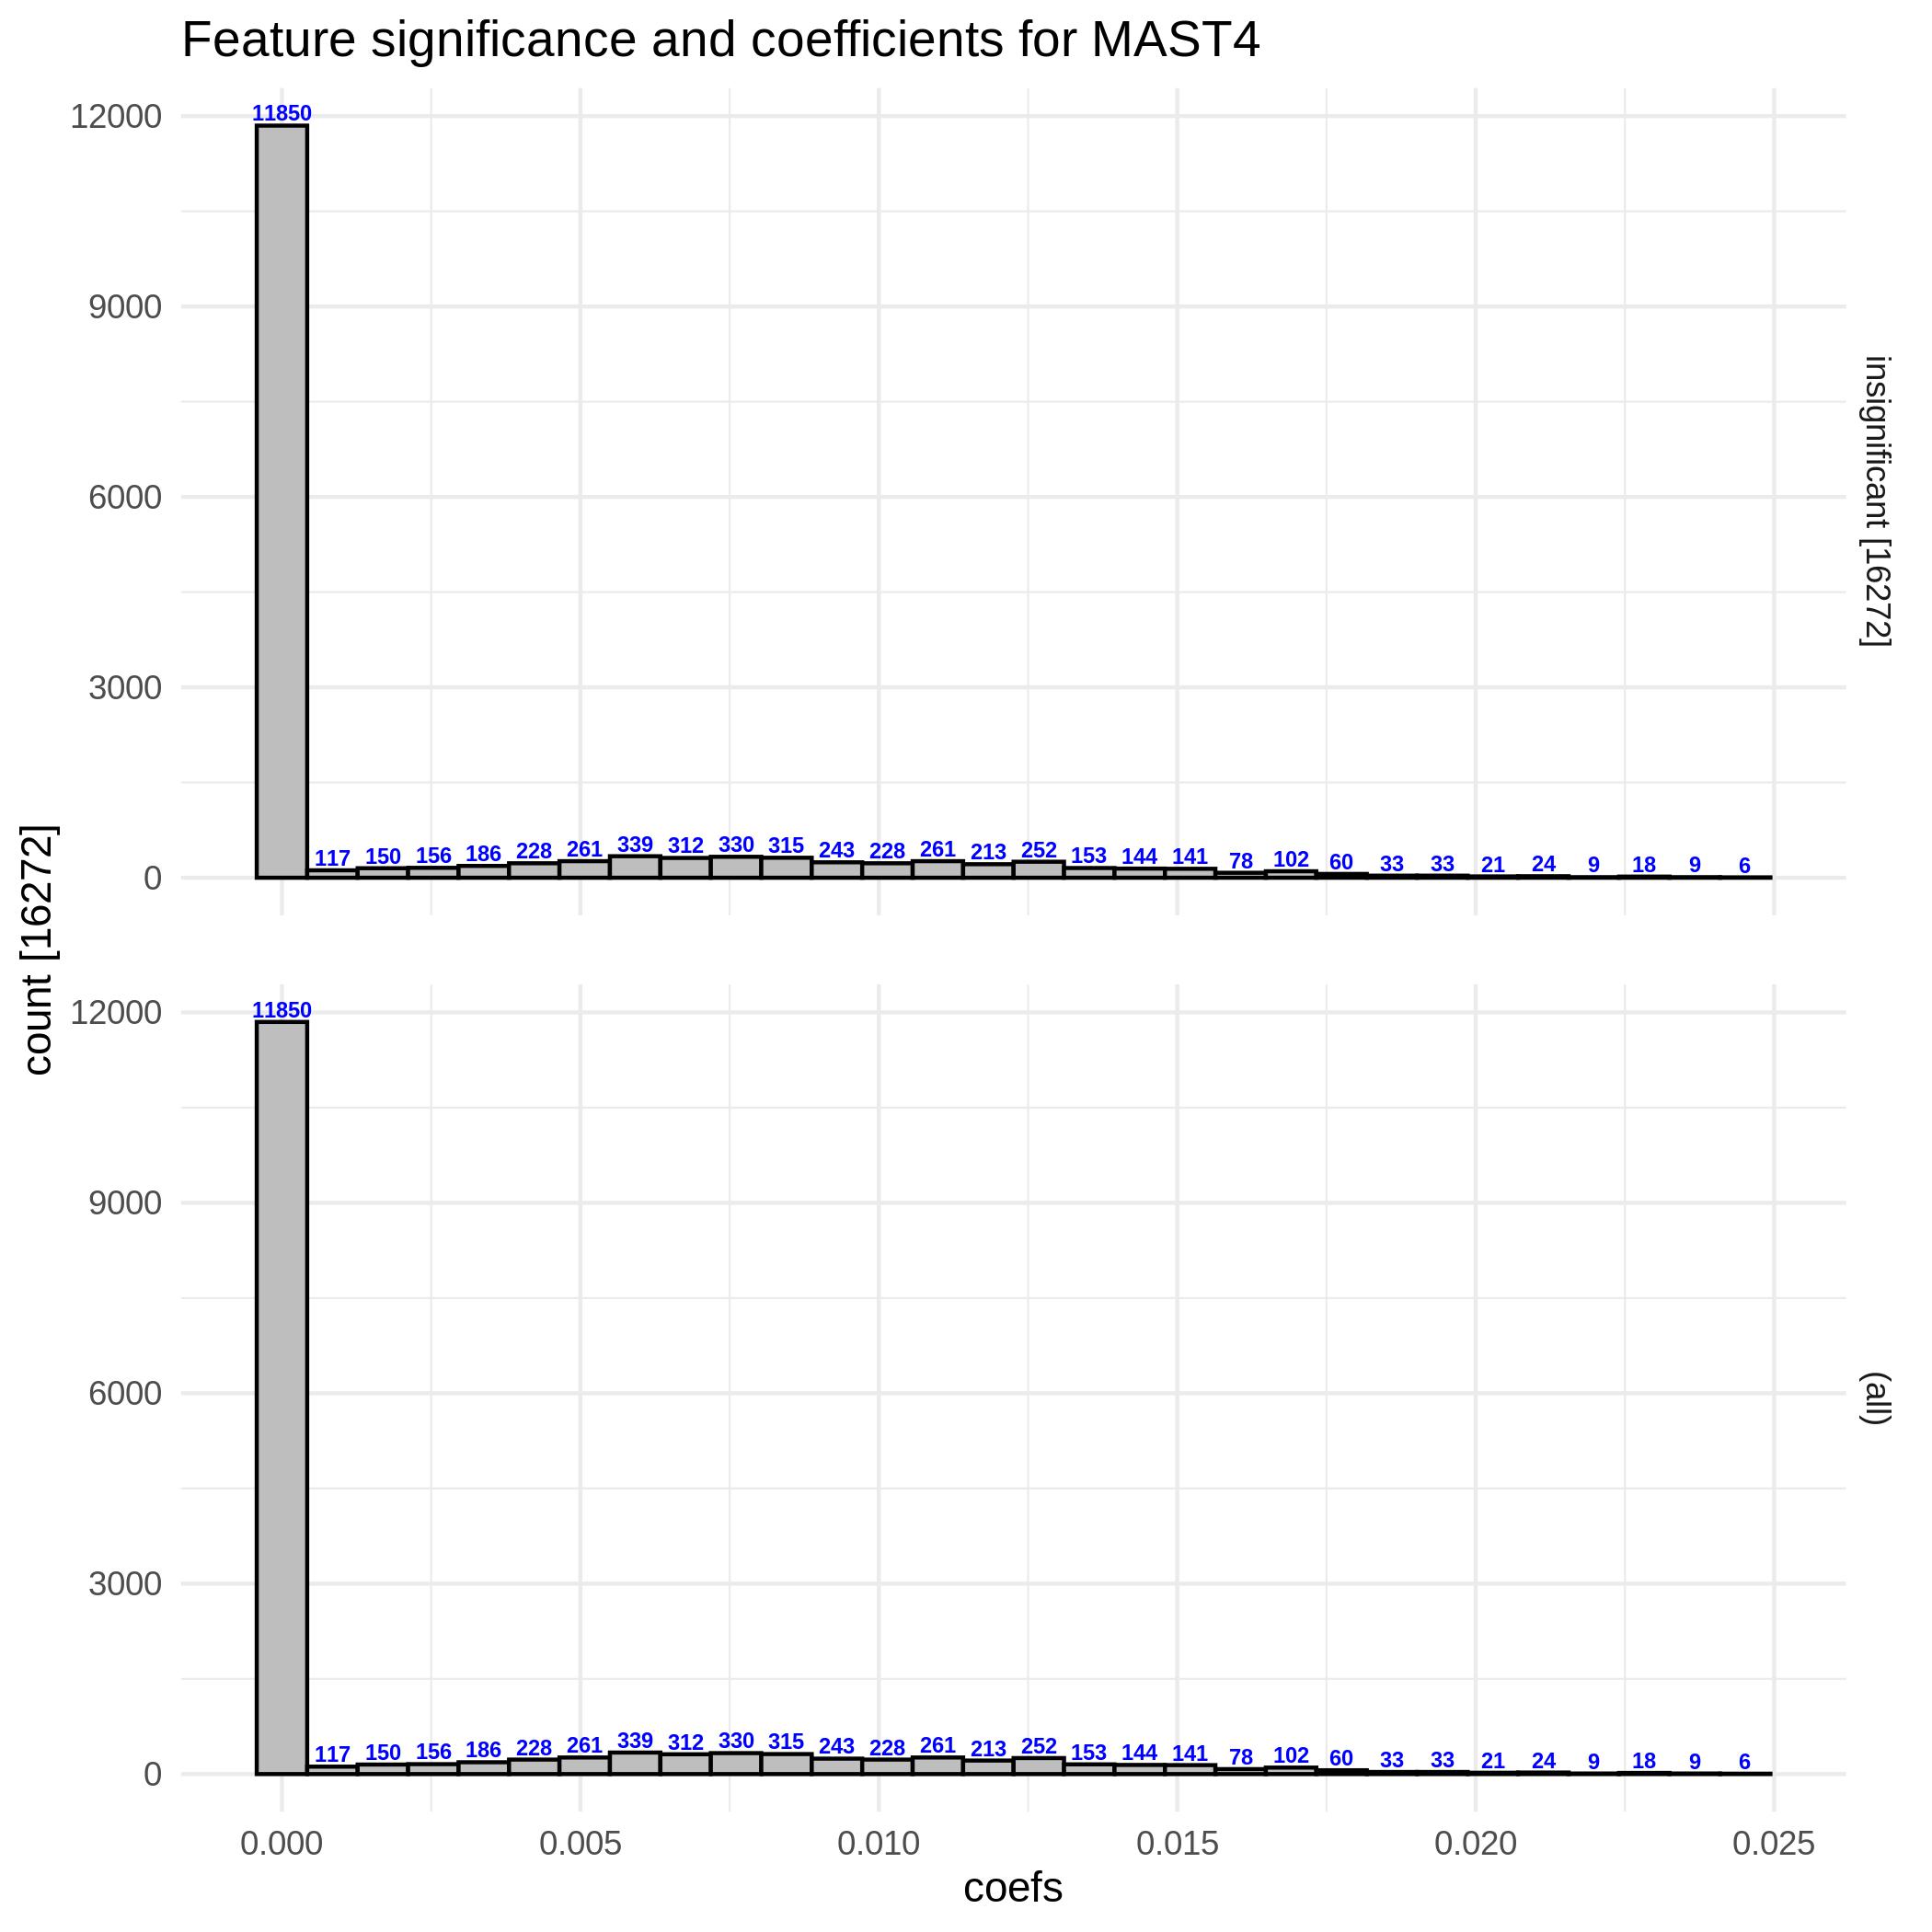 Feature significance and coefficients for MAST4
count [16272]
12000
9000
6000
3000
0
11850
117 150 156 186 228 261 339 312 330 315 243 228 261 213 252 153 144 141 78 102 60 33 33 21 24 9 18 9 6
insignificant [16272]
12000
9000
6000
3000
0
11850
117 150 156 186 228 261 339 312 330 315 243 228 261 213 252 153 144 141 78 102 60 33 33 21 24 9 18 9 6
(all)
0.000 0.005 0.010 0.015 0.020 0.025
coefs